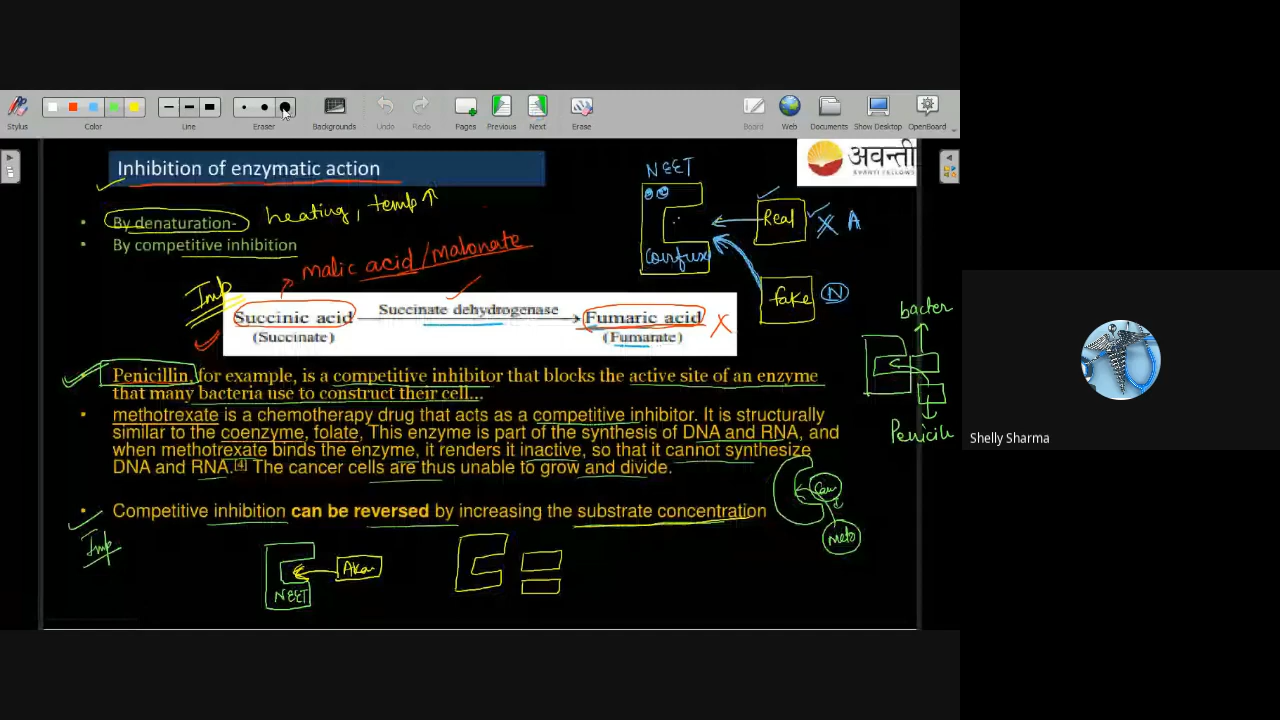 Stylus
Color
Line
Eraser
Backgrounds
Undo
Redo
Pages
Previous
Next
Erase
Board
Web
Documents
Show Desktop
OpenBoard
Inhibition of enzymatic action
अवन्ती
AVANTI FELLOWS
NEET
• By denaturation-
heating, temp ↑
Real
X A
• By competitive inhibition
malic acid/malonate
Confux
fake
N
Imp
Succinic acid
Succinate dehydrogenase
Fumaric acid
X
(Succinate)
(Fumarate)
bacter
Penicillin, for example, is a competitive inhibitor that blocks the active site of an enzyme
that many bacteria use to construct their cell...
• methotrexate is a chemotherapy drug that acts as a competitive inhibitor. It is structurally
similar to the coenzyme, folate, This enzyme is part of the synthesis of DNA and RNA, and
when methotrexate binds the enzyme, it renders it inactive, so that it cannot synthesize
DNA and RNA.[4] The cancer cells are thus unable to grow and divide.
Penicili
Shelly Sharma
Can
• Competitive inhibition can be reversed by increasing the substrate concentration
Meto
Imp
Akar
NEET